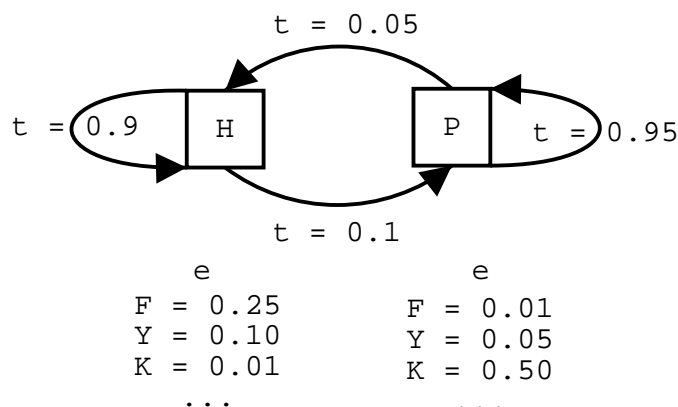 t = 0.05
t = 0.9
H
P
t = 0.95
t = 0.1
e
F = 0.25
Y = 0.10
K = 0.01
...
e
F = 0.01
Y = 0.05
K = 0.50
...